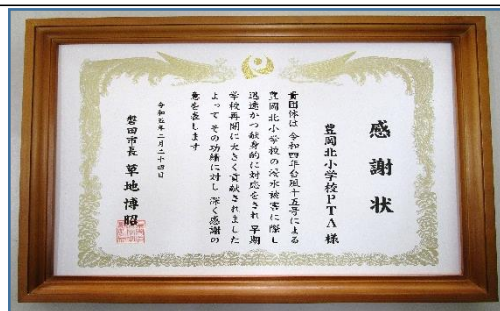 感謝状
豊岡北小学校PTA 様
貴団体は 令和四年台風十五号による
豊岡北小学校の浸水被害に際し
迅速かつ献身的に対応をされ 早期
学校再開に大きく貢献されました
よって その功績に対し 深く感謝の
意を表します
令和五年二月二十四日
磐田市長 草地博昭